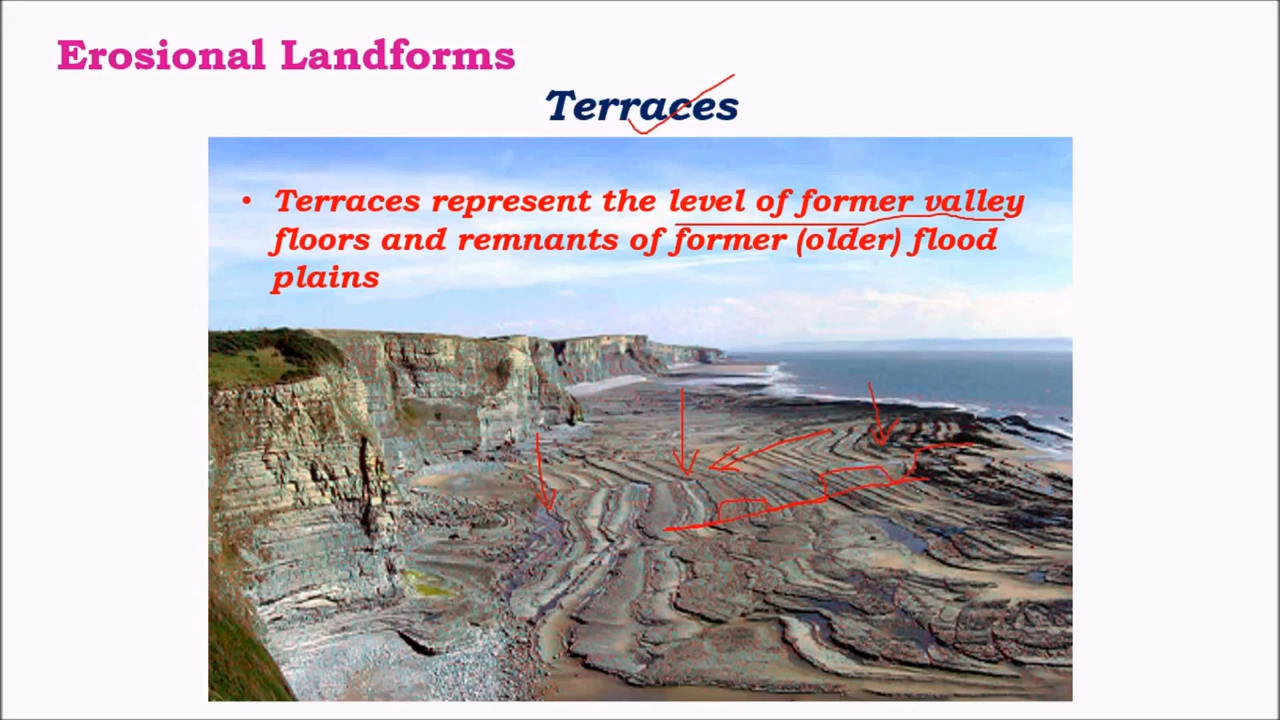 Erosional Landforms
Terraces
• Terraces represent the level of former valley
floors and remnants of former (older) flood
plains